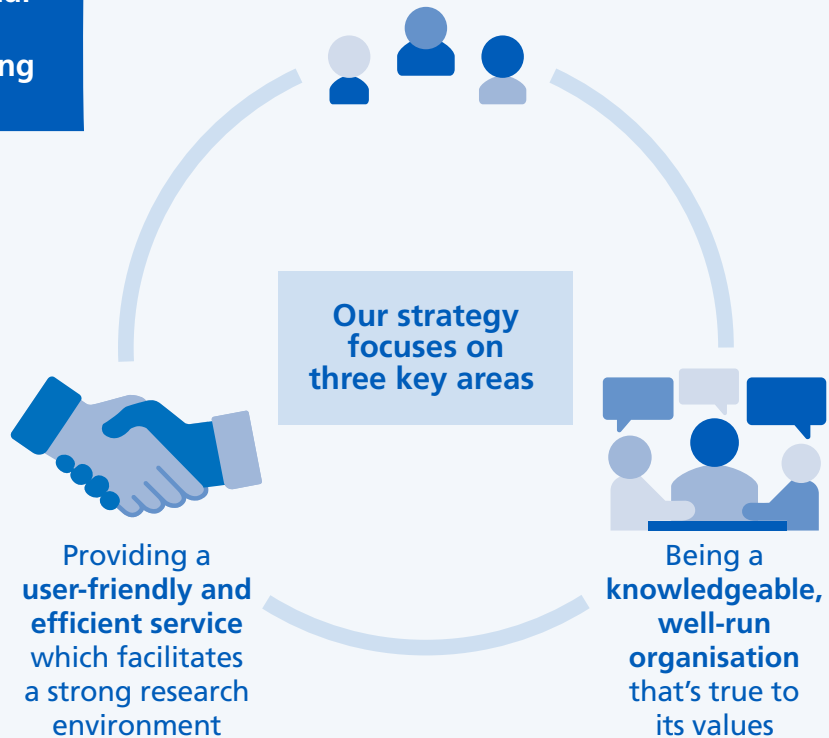 Our strategy
focuses on
three key areas
Providing a
user-friendly and
efficient service
which facilitates
a strong research
environment
Being a
knowledgeable,
well-run
organisation
that's true to
its values